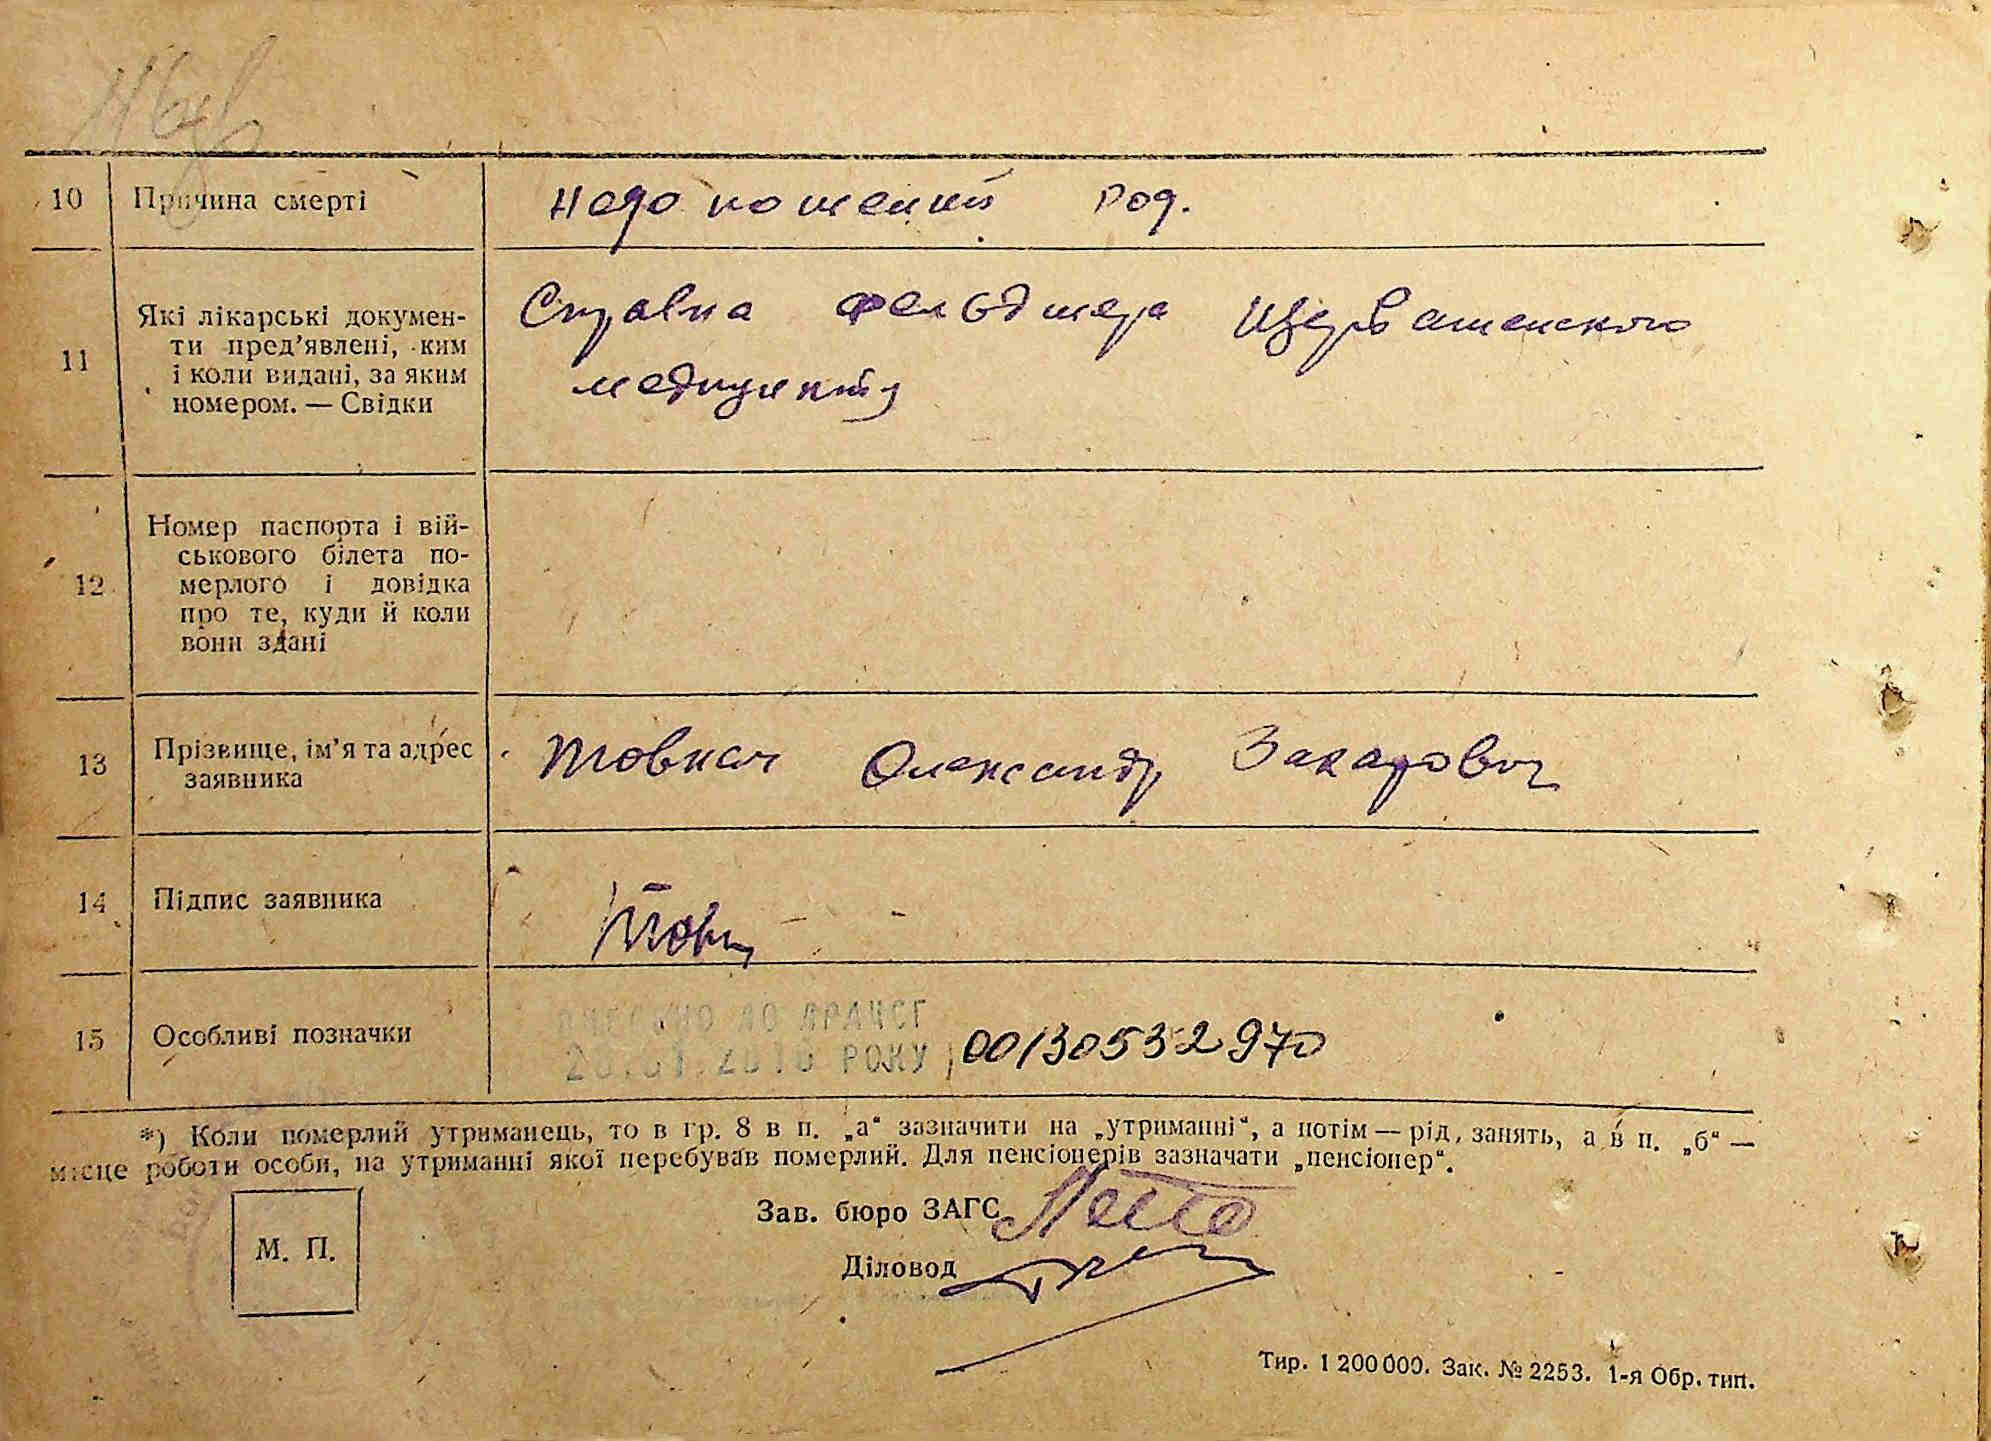 10 Причина смерті Недоношений род.
11 Які лікарські докумен-
ти пред'явлені, ким
і коли видані, за яким
номером. — Свідки
Справка фельдшера
медпункту
12 Номер паспорта і вій-
ськового білета по-
мерлого і довідка
про те, куди й коли
вони здані
13 Прізвище, ім'я та адрес
заявника
Товкач Олександр Захарович
14 Підпис заявника
15 Особливі позначки
ВНЕСЕНО ДО ДРАЦСГ
РОКУ 00130532970
*) Коли померлий утриманець, то в гр. 8 в п. „а“ зазначити на „утриманні“, а потім — рід, занять, а в п. „б“ —
місце роботи особи, на утриманні якої перебував померлий. Для пенсіонерів зазначати „пенсіонер“.
Зав. бюро ЗАГС
М. П.
Діловод
Тир. 1 200 000. Зак. № 2253. 1-я Обр. тип.